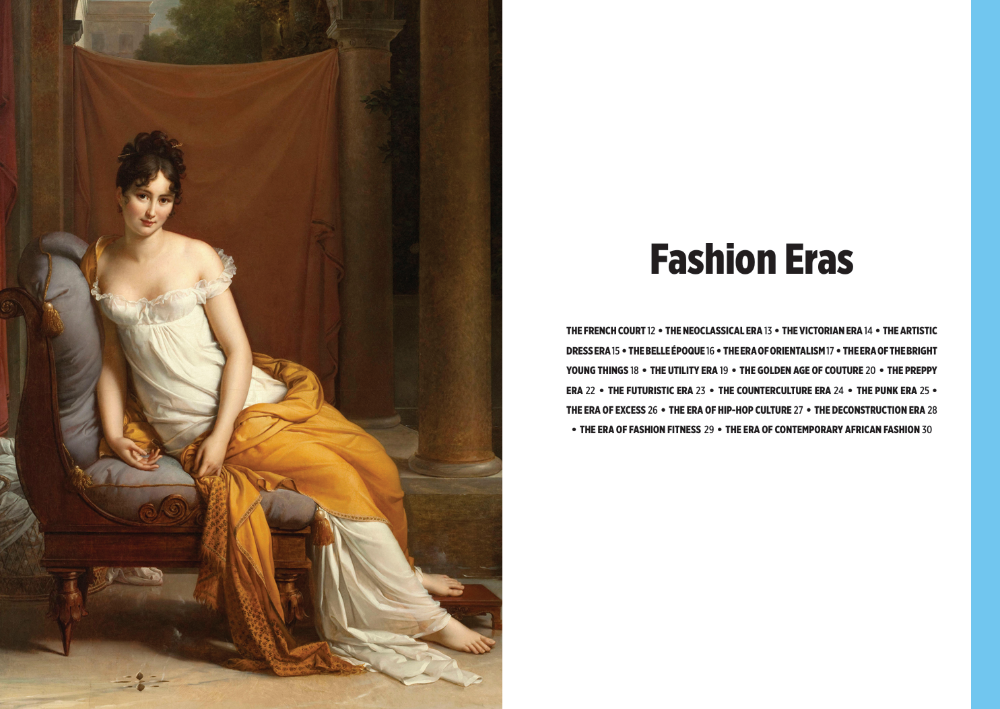 Fashion Eras
THE FRENCH COURT 12 • THE NEOCLASSICAL ERA 13 • THE VICTORIAN ERA 14 • THE ARTISTIC
DRESS ERA 15 • THE BELLE ÉPOQUE 16 • THE ERA OF ORIENTALISM 17 • THE ERA OF THE BRIGHT
YOUNG THINGS 18 • THE UTILITY ERA 19 • THE GOLDEN AGE OF COUTURE 20 • THE PREPPY
ERA 22 • THE FUTURISTIC ERA 23 • THE COUNTERCULTURE ERA 24 • THE PUNK ERA 25 •
THE ERA OF EXCESS 26 • THE ERA OF HIP-HOP CULTURE 27 • THE DECONSTRUCTION ERA 28
• THE ERA OF FASHION FITNESS 29 • THE ERA OF CONTEMPORARY AFRICAN FASHION 30